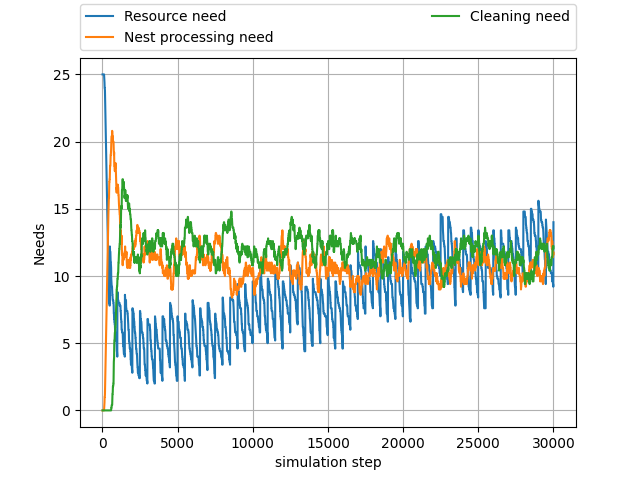 Resource need
Nest processing need
Cleaning need
25
20
15
10
5
0
Needs
0 5000 10000 15000 20000 25000 30000
simulation step